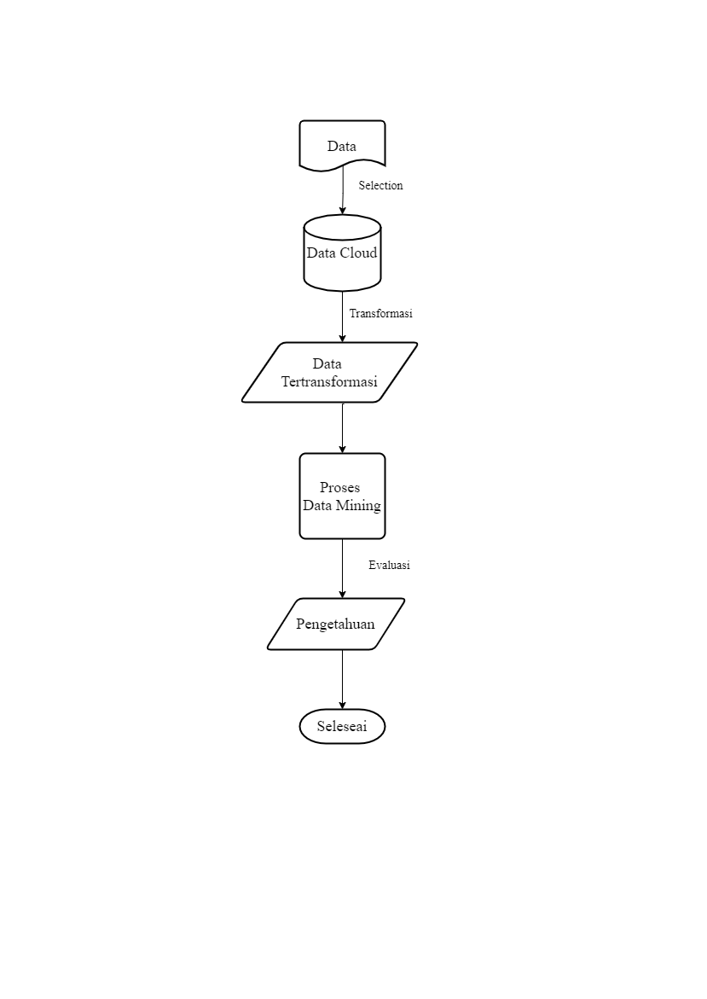 Data
Selection
Data Cloud
Transformasi
Data
Tertransformasi
Proses
Data Mining
Evaluasi
Pengetahuan
Seleseai